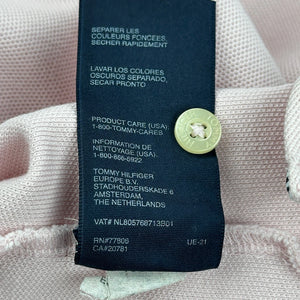 SEPARER LES
COULEURS FONCEES,
SECHER RAPIDEMENT
LAVAR LOS COLORES
OSCUROS SEPARADO,
SECAR PRONTO
PRODUCT CARE (USA)
1-800-TOMMY-CARES
INFORMATION DE
NETTOYAGE (USA)
1-800-866-6922
TOMMY HILFIGER
EUROPE B.V.
STADHOUDERSKADE 6
AMSTERDAM,
THE NETHERLANDS
VAT# NL805768713B01
RN#77806 UE-21
CA#20781